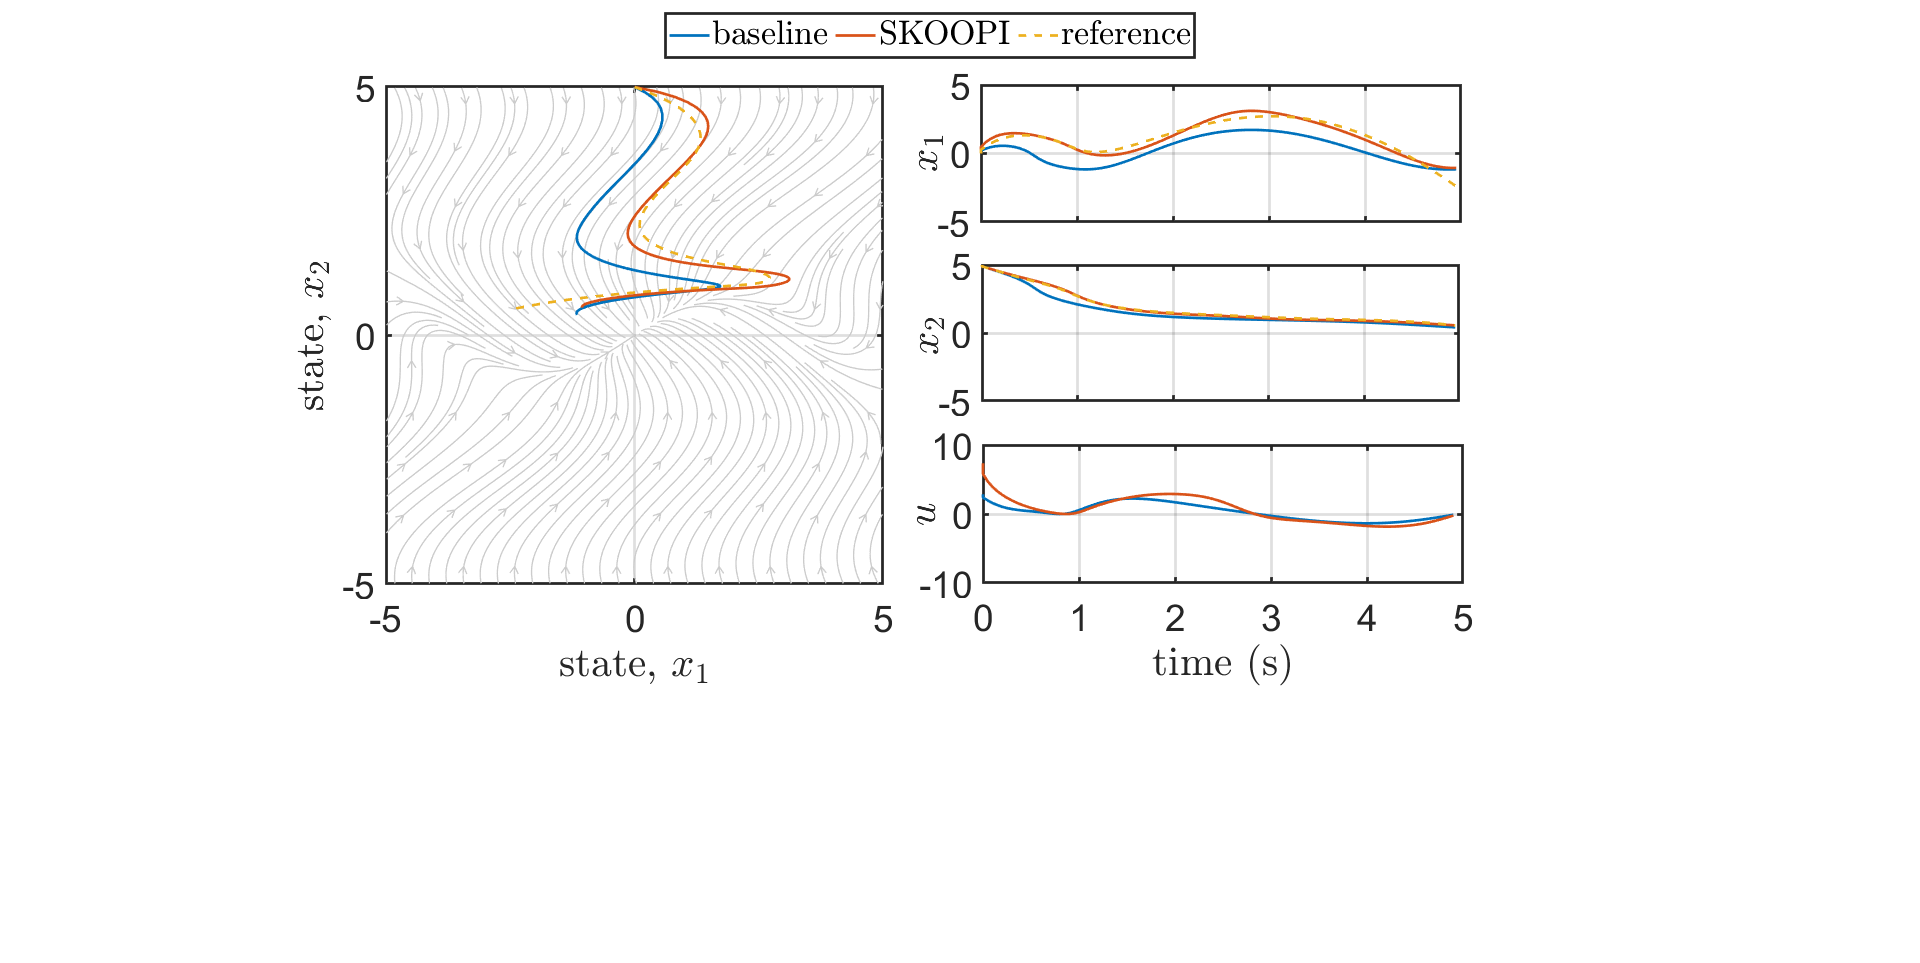 baseline SKOOPI reference
5
0
-5
-5 0 5
state, x₂
state, x₁
5
0
-5
x₁
5
0
-5
x₂
10
0
-10
u
0 1 2 3 4 5
time (s)